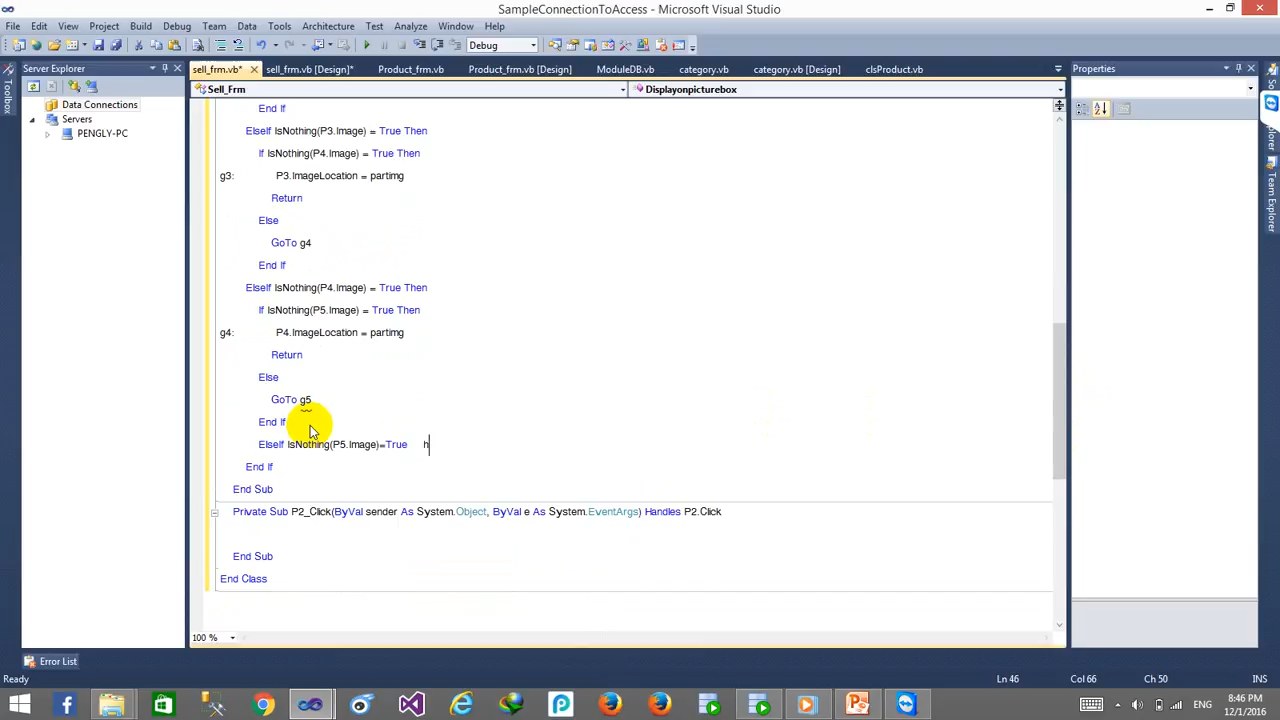 SampleConnectionToAccess - Microsoft Visual Studio
File Edit View Project Build Debug Team Data Tools Architecture Test Analyze Window Help
Debug
Server Explorer
sell_frm.vb* sell_frm.vb [Design]* Product_frm.vb Product_frm.vb [Design] ModuleDB.vb category.vb category.vb [Design] clsProduct.vb
Properties
Toolbox
Data Connections
Servers
PENGLY-PC
Sell_Frm Displayonpicturebox
End If
ElseIf IsNothing(P3.Image) = True Then
If IsNothing(P4.Image) = True Then
g3: P3.ImageLocation = partimg
Return
Else
GoTo g4
End If
ElseIf IsNothing(P4.Image) = True Then
If IsNothing(P5.Image) = True Then
g4: P4.ImageLocation = partimg
Return
Else
GoTo g5
End If
ElseIf IsNothing(P5.Image)=True h
End If
End Sub
Private Sub P2_Click(ByVal sender As System.Object, ByVal e As System.EventArgs) Handles P2.Click
End Sub
End Class
100 %
Team Explorer
Error List
Ready Ln 46 Col 66 Ch 50 INS
ENG
8:46 PM
12/1/2016